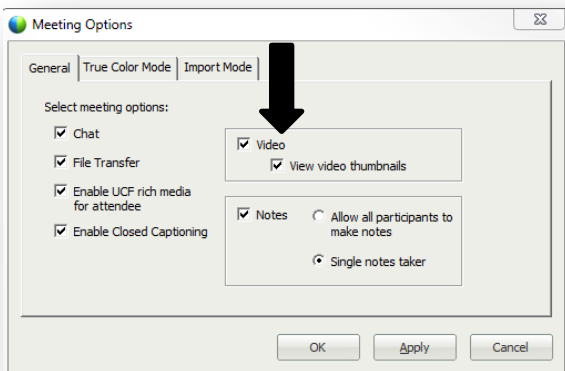 Meeting Options
General
True Color Mode
Import Mode
Select meeting options:
Chat
File Transfer
Enable UCF rich media
for attendee
Enable Closed Captioning
Video
View video thumbnails
Notes
Allow all participants to
make notes
Single notes taker
OK
Apply
Cancel